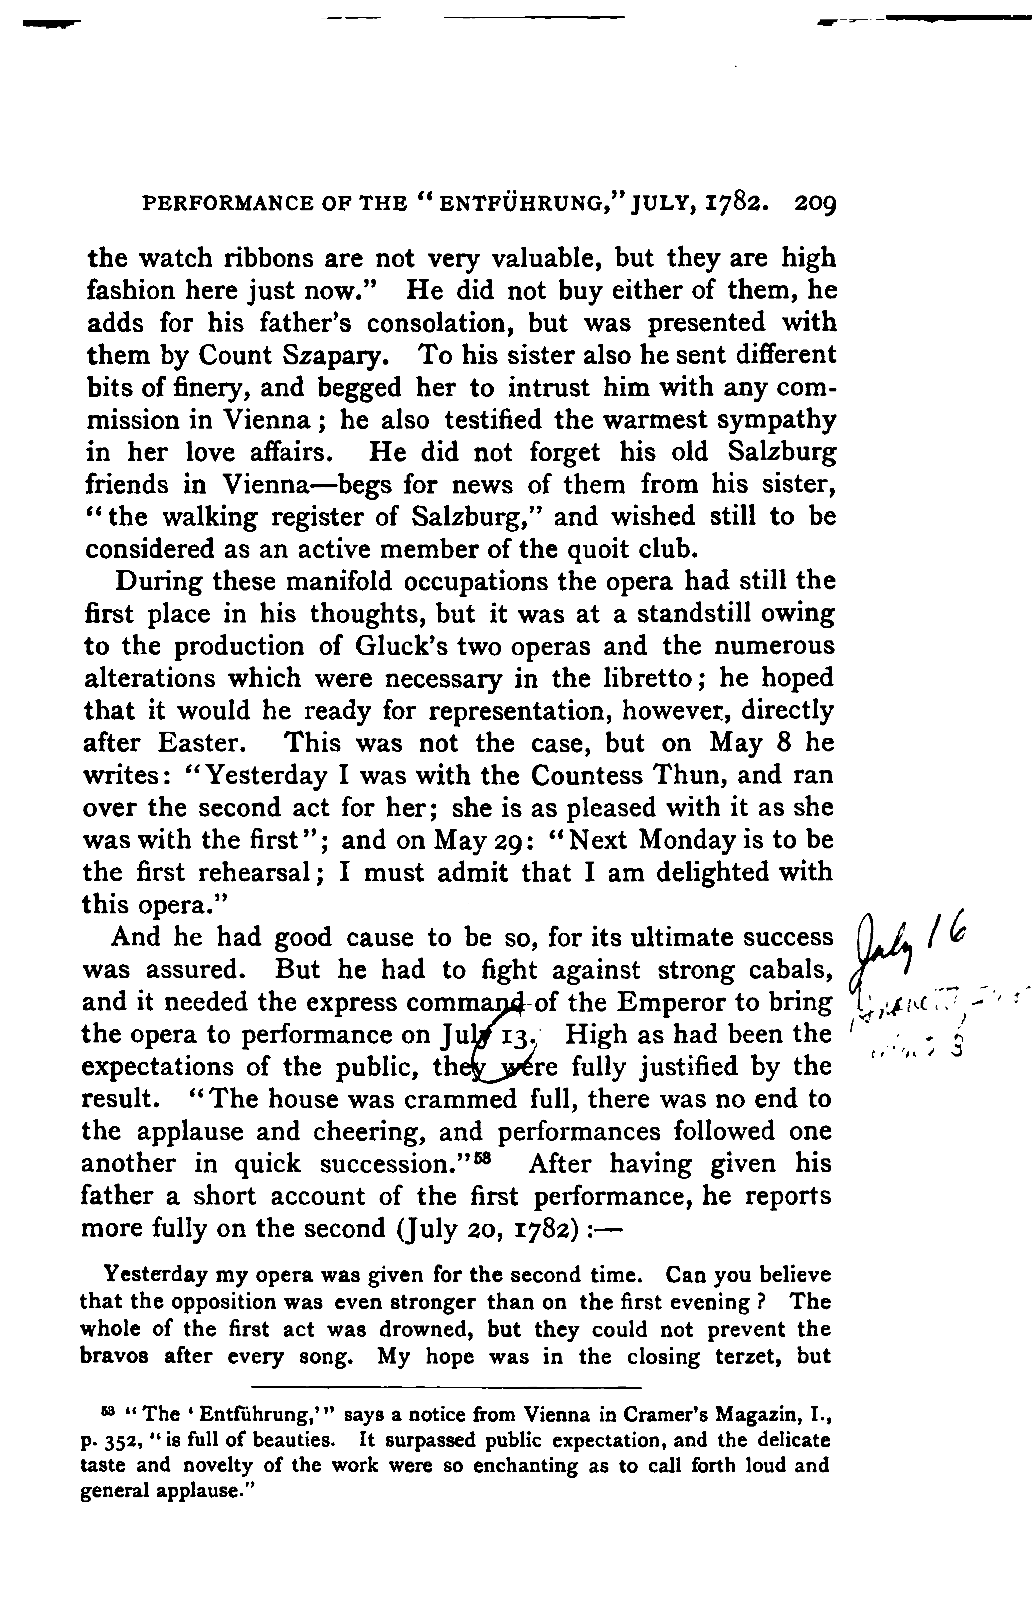 PERFORMANCE OF THE "ENTFÜHRUNG," JULY, 1782. 209
the watch ribbons are not very valuable, but they are high
fashion here just now." He did not buy either of them, he
adds for his father's consolation, but was presented with
them by Count Szapary. To his sister also he sent different
bits of finery, and begged her to intrust him with any com-
mission in Vienna; he also testified the warmest sympathy
in her love affairs. He did not forget his old Salzburg
friends in Vienna—begs for news of them from his sister,
"the walking register of Salzburg," and wished still to be
considered as an active member of the quoit club.
During these manifold occupations the opera had still the
first place in his thoughts, but it was at a standstill owing
to the production of Gluck's two operas and the numerous
alterations which were necessary in the libretto; he hoped
that it would he ready for representation, however, directly
after Easter. This was not the case, but on May 8 he
writes: "Yesterday I was with the Countess Thun, and ran
over the second act for her; she is as pleased with it as she
was with the first"; and on May 29: "Next Monday is to be
the first rehearsal; I must admit that I am delighted with
this opera."
And he had good cause to be so, for its ultimate success
was assured. But he had to fight against strong cabals,
and it needed the express command of the Emperor to bring
the opera to performance on July 13. High as had been the
expectations of the public, they were fully justified by the
result. "The house was crammed full, there was no end to
the applause and cheering, and performances followed one
another in quick succession."58 After having given his
father a short account of the first performance, he reports
more fully on the second (July 20, 1782) :—
July 16
Yesterday my opera was given for the second time. Can you believe
that the opposition was even stronger than on the first evening? The
whole of the first act was drowned, but they could not prevent the
bravos after every song. My hope was in the closing terzet, but
58 "The 'Entführung,'" says a notice from Vienna in Cramer's Magazin, I.,
p. 352, "is full of beauties. It surpassed public expectation, and the delicate
taste and novelty of the work were so enchanting as to call forth loud and
general applause."